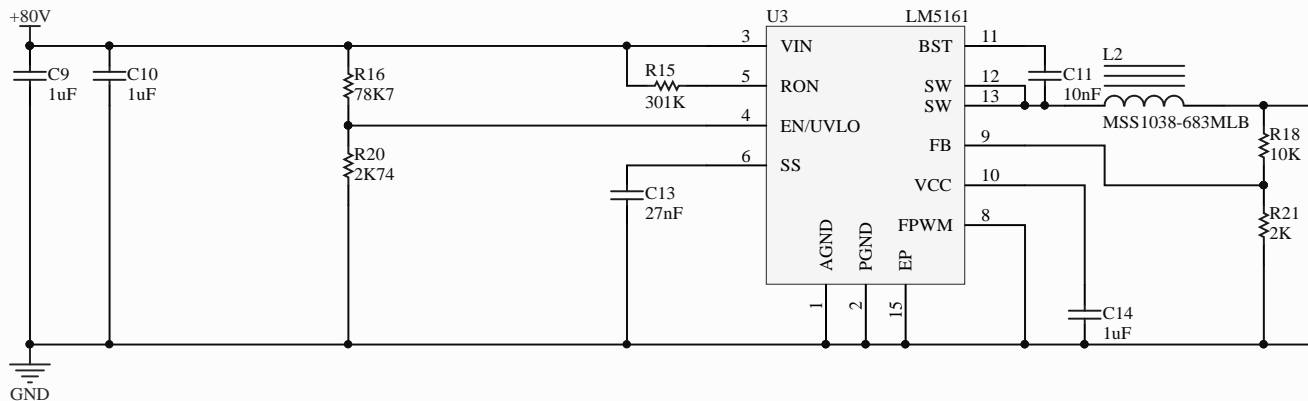 +80V
U3
LM5161
C9
1uF
C10
1uF
R16
78K7
R15
301K
R20
2K74
C13
27nF
3
VIN
5
RON
4
EN/UVLO
6
SS
BST
11
SW
12
SW
13
FB
9
VCC
10
FPWM
8
AGND
PGND
EP
1
2
15
C11
10nF
L2
MSS1038-683MLB
R18
10K
R21
2K
C14
1uF
GND